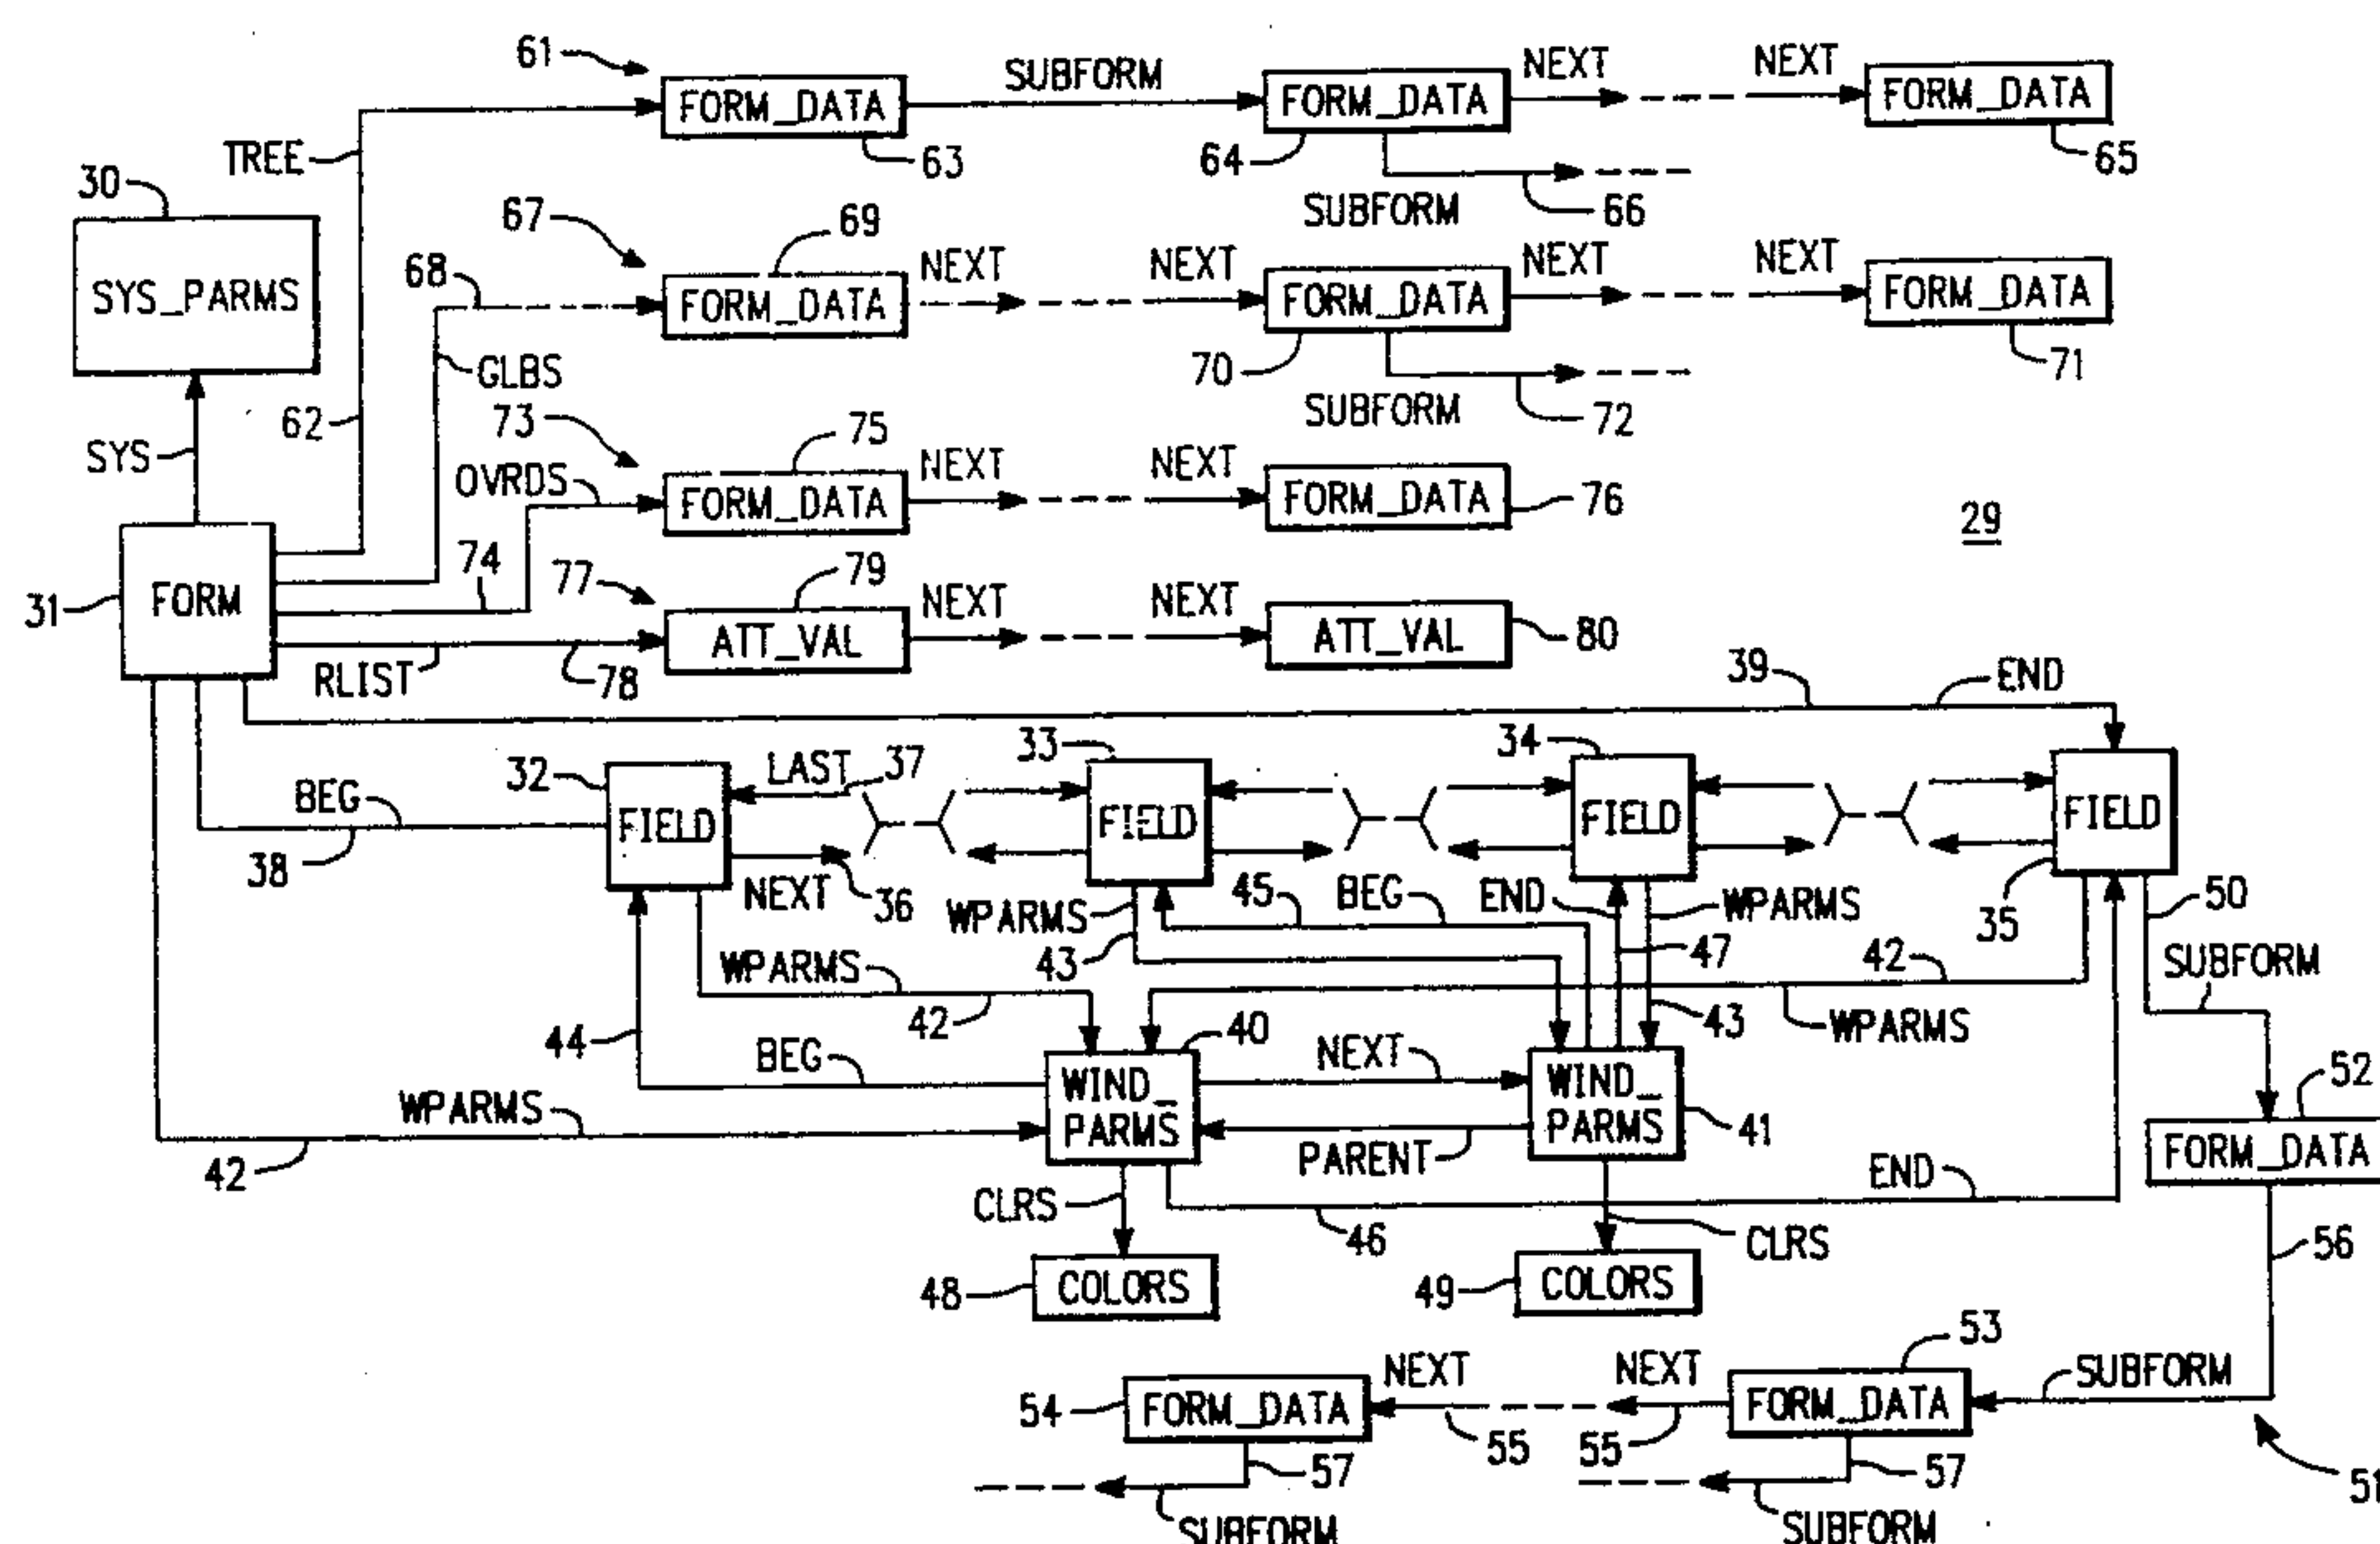 61
FORM_DATA
SUBFORM
FORM_DATA
NEXT
NEXT
FORM_DATA
TREE
63
64
65
30
SUBFORM
66
67
69
SYS_PARMS
68
FORM_DATA
NEXT
NEXT
FORM_DATA
NEXT
NEXT
FORM_DATA
GLBS
70
71
62
SUBFORM
72
73
75
SYS
OVRDS
FORM_DATA
NEXT
NEXT
FORM_DATA
76
29
74
77
79
31
FORM
ATT_VAL
NEXT
NEXT
ATT_VAL
80
RLIST
78
39
END
32
LAST
37
33
34
BEG
FIELD
FIELD
FIELD
FIELD
38
NEXT
36
WPARMS
45
BEG
END
WPARMS
35
50
WPARMS
43
47
42
SUBFORM
44
42
40
43
WPARMS
BEG
NEXT
WPARMS
WIND_
PARMS
WIND_
PARMS
41
52
42
PARENT
FORM_DATA
CLRS
END
46
CLRS
56
48
COLORS
49
COLORS
53
54
FORM_DATA
NEXT
NEXT
FORM_DATA
SUBFORM
55
55
57
57
51
SUBFORM
SUBFORM